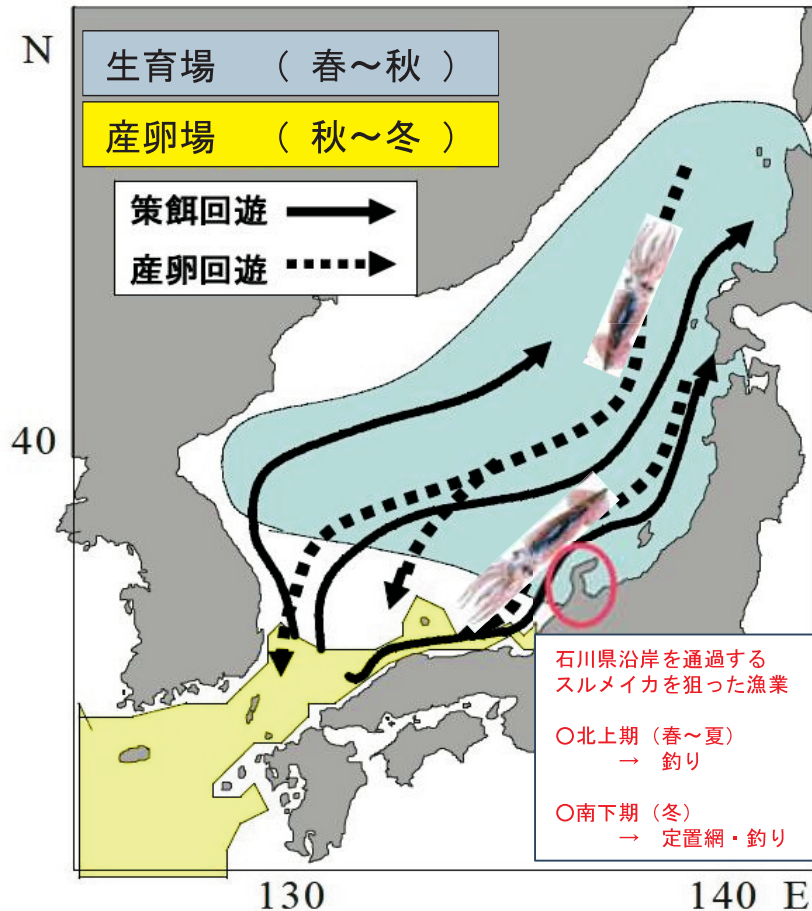 N
生育場 （ 春～秋 ）
産卵場 （ 秋～冬 ）
策餌回遊
産卵回遊
40
石川県沿岸を通過する
スルメイカを狙った漁業
〇北上期（春～夏）
→ 釣り
〇南下期（冬）
→ 定置網・釣り
130
140 E